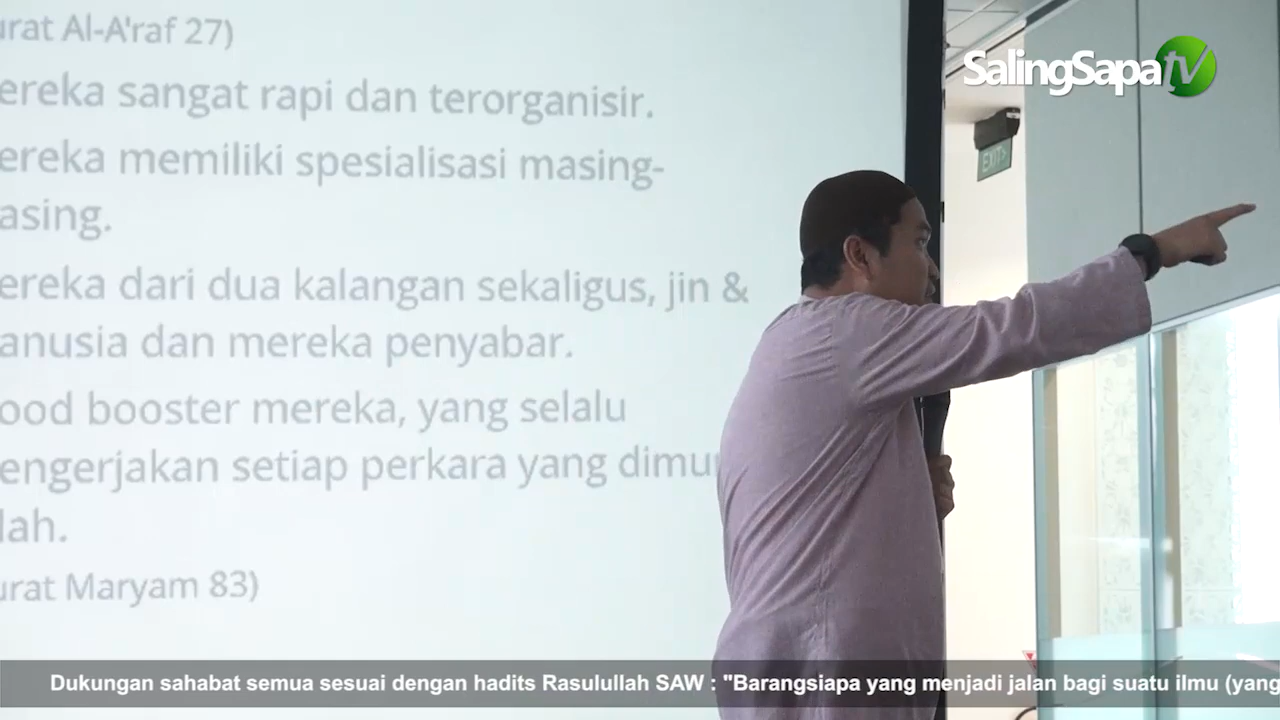 urat Al-A'raf 27)
ereka sangat rapi dan terorganisir.
ereka memiliki spesialisasi masing-
asing.
ereka dari dua kalangan sekaligus, jin &
anusia dan mereka penyabar.
ood booster mereka, yang selalu
engerjakan setiap perkara yang dimu
lah.
urat Maryam 83)
SalingSapa tv
EXIT
Dukungan sahabat semua sesuai dengan hadits Rasulullah SAW : "Barangsiapa yang menjadi jalan bagi suatu ilmu (yang